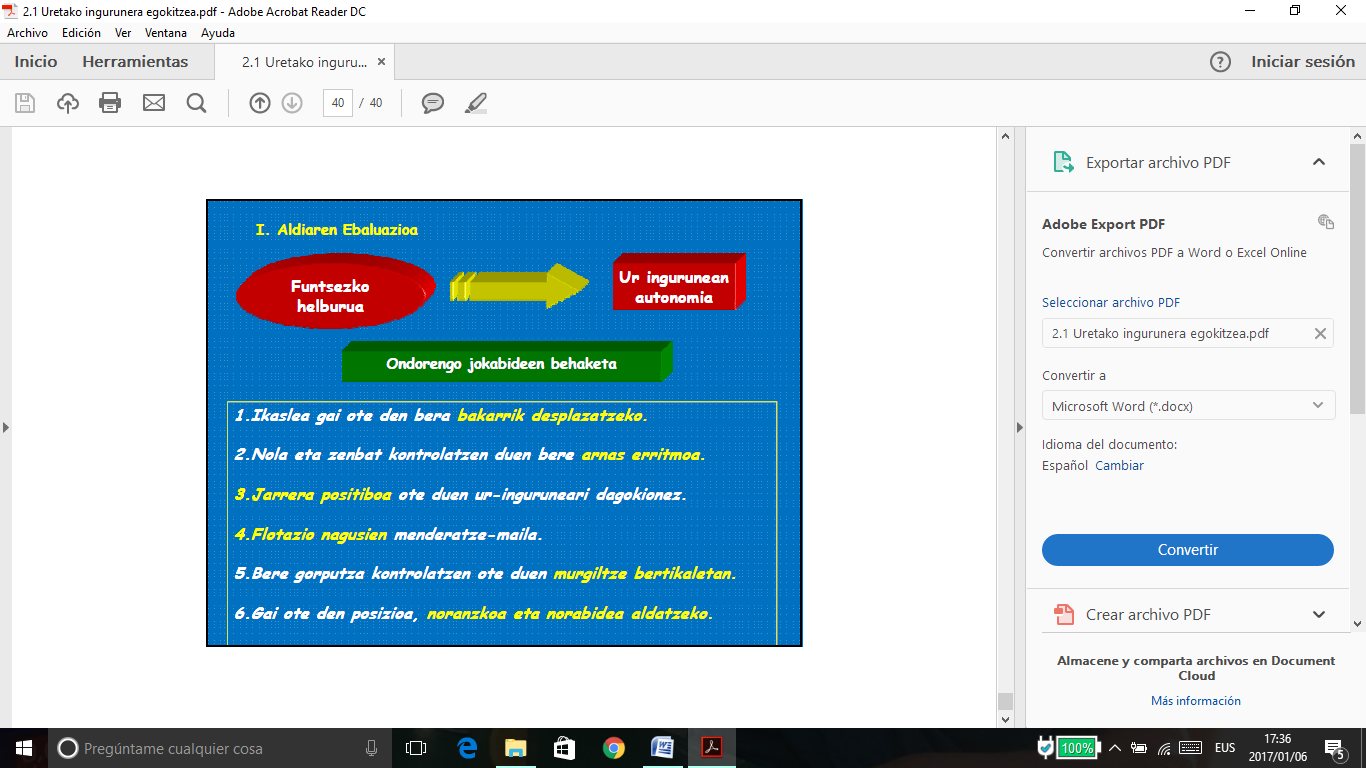 2.1 Uretako ingurunera egokitzea.pdf - Adobe Acrobat Reader DC
Archivo Edición Ver Ventana Ayuda
Inicio Herramientas 2.1 Uretako inguru... × ? Iniciar sesión
40 / 40
Exportar archivo PDF
Adobe Export PDF
Convertir archivos PDF a Word o Excel Online
Seleccionar archivo PDF
2.1 Uretako ingurunera egokitzea.pdf
Convertir a
Microsoft Word (*.docx)
Idioma del documento:
Español Cambiar
Convertir
Crear archivo PDF
Almacene y comparta archivos en Document
Cloud
Más información
I. Aldiaren Ebaluazioa
Funtsezko
helburua
Ur ingurunean
autonomia
Ondorengo jokabideen behaketa
1.Ikaslea gai ote den bera bakarrik desplazatzeko.
2.Nola eta zenbat kontrolatzen duen bere arnas erritmoa.
3.Jarrera positiboa ote duen ur-inguruneari dagokionez.
4.Flotazio nagusien menderatze-maila.
5.Bere gorputza kontrolatzen ote duen murgiltze bertikaletan.
6.Gai ote den posizioa, noranzkoa eta norabidea aldatzeko.
Pregúntame cualquier cosa
100% EUS 17:36
2017/01/06 5